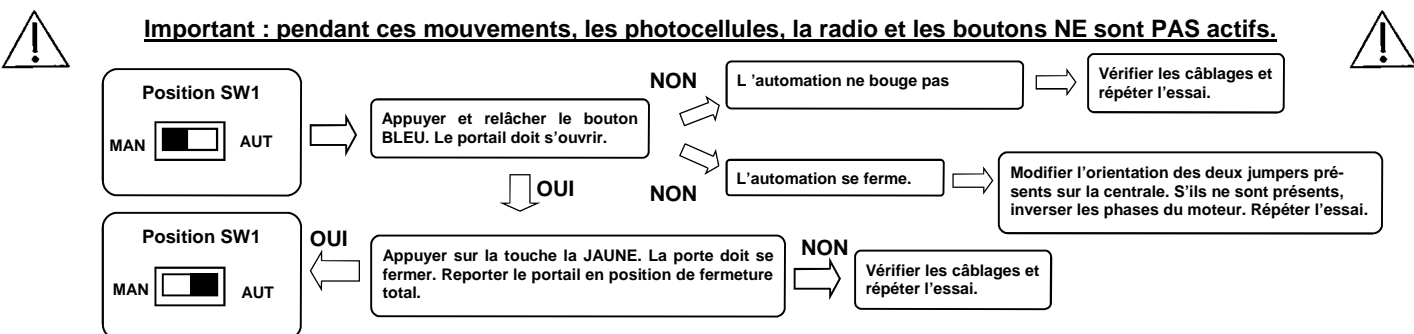 Important : pendant ces mouvements, les photocellules, la radio et les boutons NE sont PAS actifs.
Position SW1
MAN
AUT
Appuyer et relâcher le bouton
BLEU. Le portail doit s’ouvrir.
NON
L ’automation ne bouge pas
Vérifier les câblages et
répéter l’essai.
NON
L’automation se ferme.
Modifier l’orientation des deux jumpers pré-
sents sur la centrale. S’ils ne sont présents,
inverser les phases du moteur. Répéter l’essai.
OUI
Appuyer sur la touche la JAUNE. La porte doit se
fermer. Reporter le portail en position de fermeture
total.
NON
Vérifier les câblages et
répéter l’essai.
OUI
Position SW1
MAN
AUT